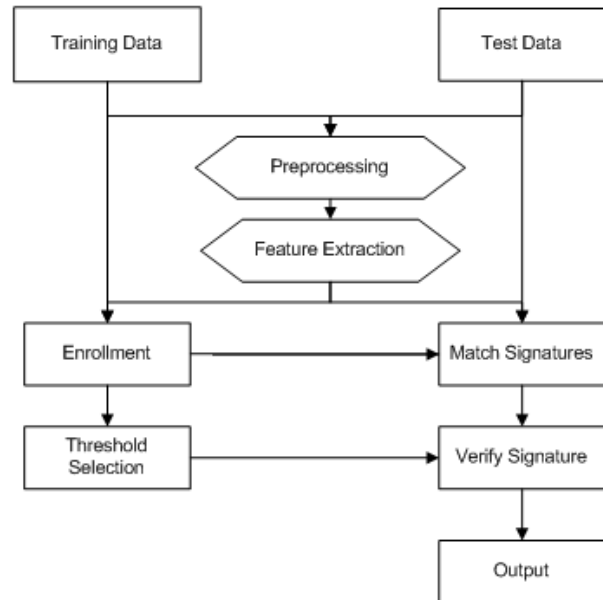 Training Data
Test Data
Preprocessing
Feature Extraction
Enrollment
Match Signatures
Threshold
Selection
Verify Signature
Output